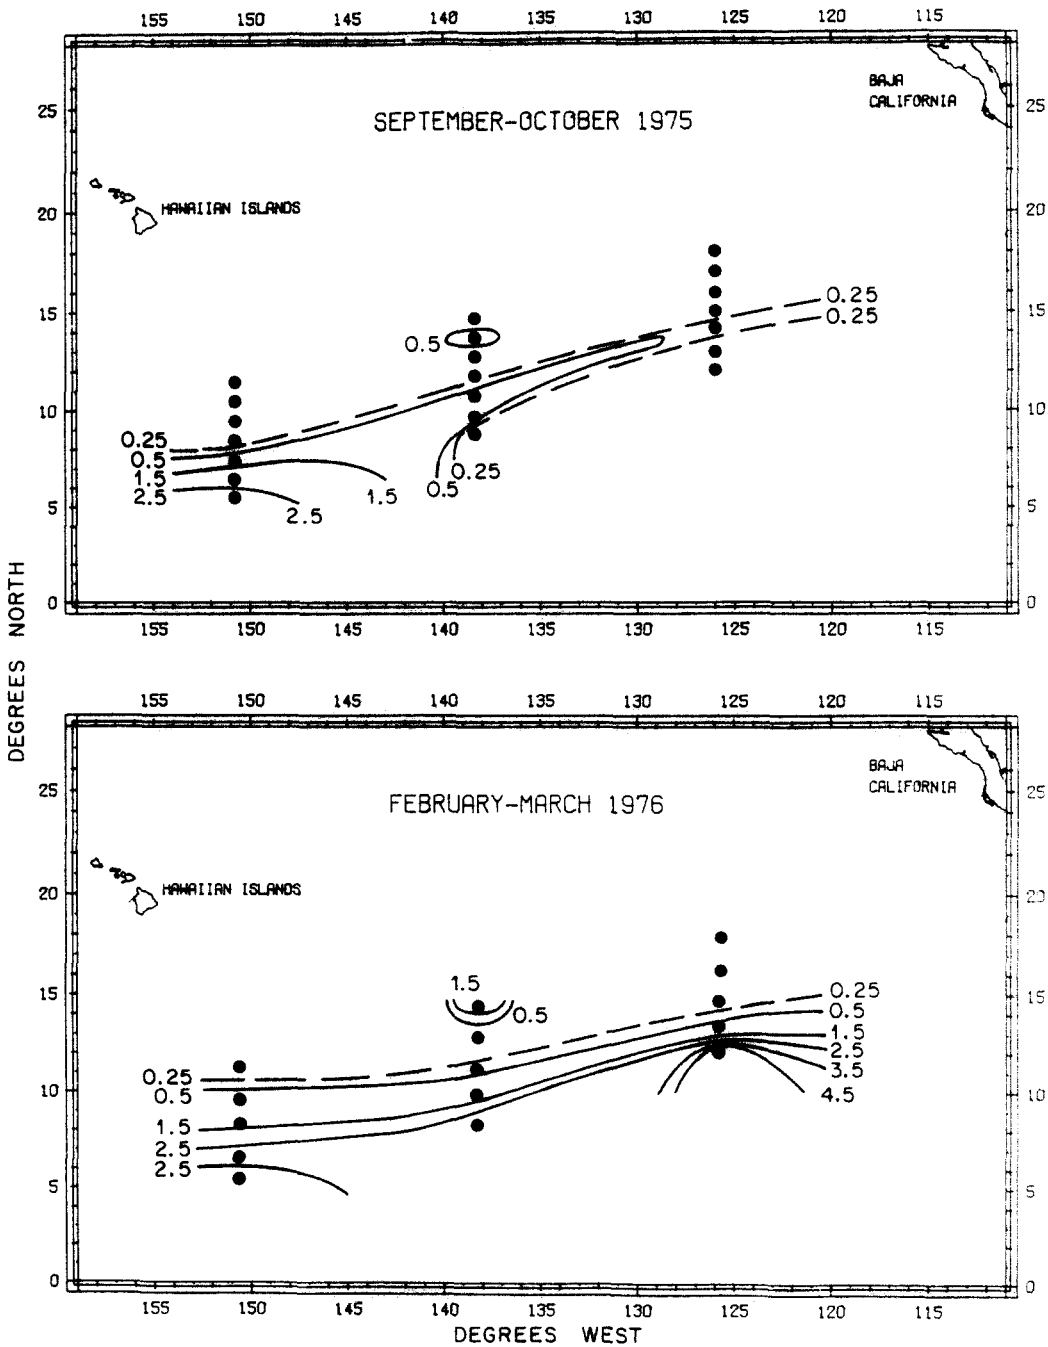 155 150 145 140 135 130 125 120 115
BAJA
CALIFORNIA
25 25
SEPTEMBER-OCTOBER 1975
HAWAIIAN ISLANDS
20 20
15 15
0.25
0.25
0.5
10 10
0.25
0.5
1.5
2.5
0.25
0.5
1.5
2.5
5 5
0 0
155 150 145 140 135 130 125 120 115
DEGREES NORTH
155 150 145 140 135 130 125 120 115
BAJA
CALIFORNIA
25 25
FEBRUARY-MARCH 1976
HAWAIIAN ISLANDS
20 20
15 15
1.5
0.5
0.25
0.5
1.5
2.5
3.5
4.5
0.25
0.5
10 10
1.5
2.5
2.5
5 5
0 0
155 150 145 140 135 130 125 120 115
DEGREES WEST